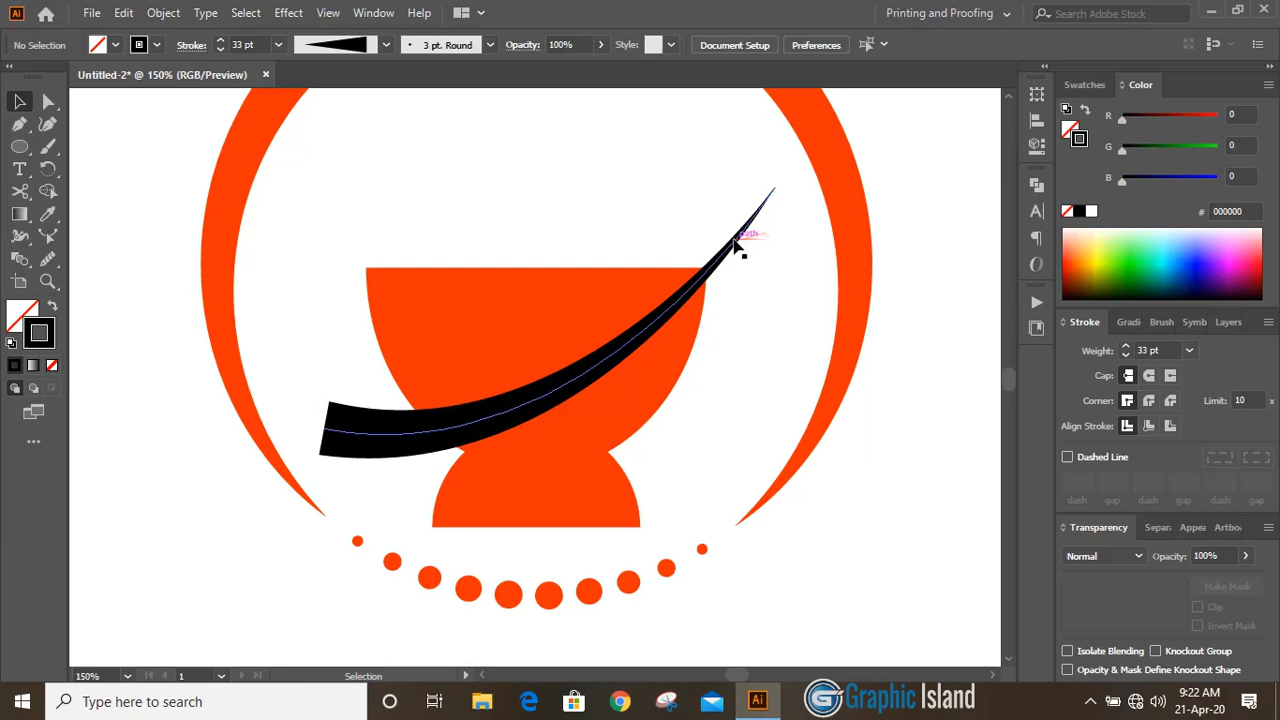 Ai File Edit Object Type Select Effect View Window Help Printing and Proofing Search Adobe Stock
No Selection Stroke: 33 pt 3 pt. Round Opacity: 100% Style: Document Setup Preferences
Untitled-2* @ 150% (RGB/Preview)
Swatches Color
R 0
G 0
B 0
# 000000
Stroke Gradi Brush Symb Layers
Weight: 33 pt
Cap:
Corner: Limit: 10 x
Align Stroke:
Dashed Line
dash gap dash gap dash gap
Transparency Separ Appea Artbo
Normal Opacity: 100%
Make Mask
Clip
Invert Mask
Isolate Blending Knockout Group
Opacity & Mask Define Knockout Shape
150% 1 Selection
Type here to search
Ai
Graphic Island
9:22 AM
21-Apr-20